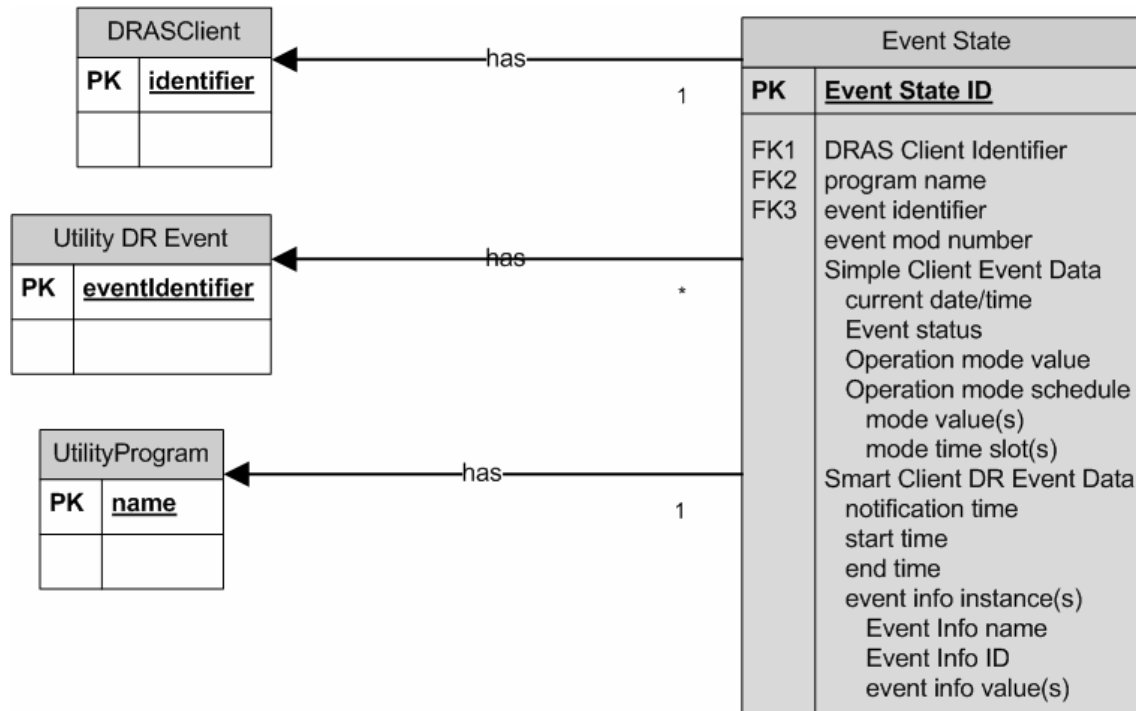 DRASClient
PK identifier
has
1
Utility DR Event
PK eventIdentifier
has
*
UtilityProgram
PK name
has
1
Event State
PK Event State ID
FK1 DRAS Client Identifier
FK2 program name
FK3 event identifier
event mod number
Simple Client Event Data
current date/time
Event status
Operation mode value
Operation mode schedule
mode value(s)
mode time slot(s)
Smart Client DR Event Data
notification time
start time
end time
event info instance(s)
Event Info name
Event Info ID
event info value(s)